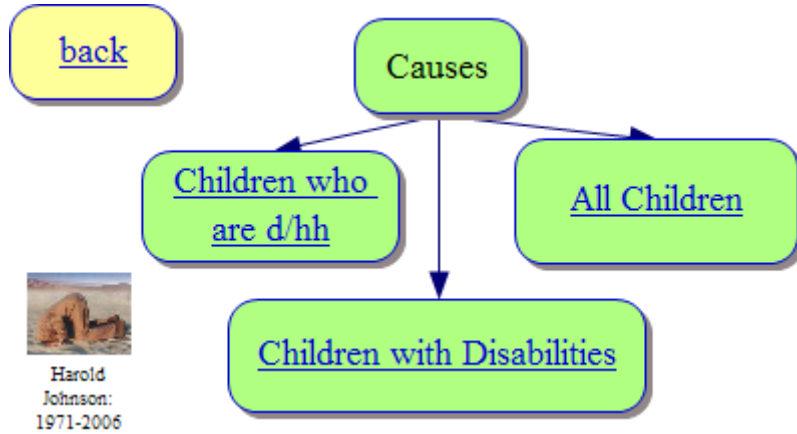 back
Causes
Children who
are d/hh
All Children
Children with Disabilities
Harold
Johnson:
1971-2006